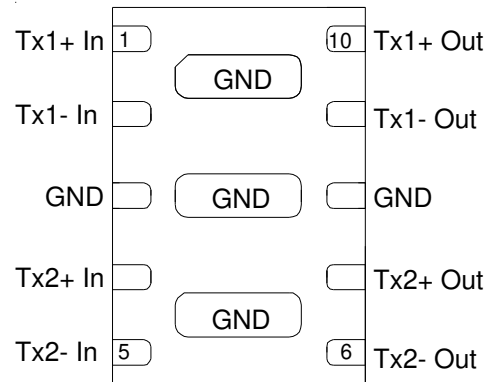 Tx1+ In 1 10 Tx1+ Out
GND
Tx1- In Tx1- Out
GND GND GND
Tx2+ In Tx2+ Out
GND
Tx2- In 5 6 Tx2- Out